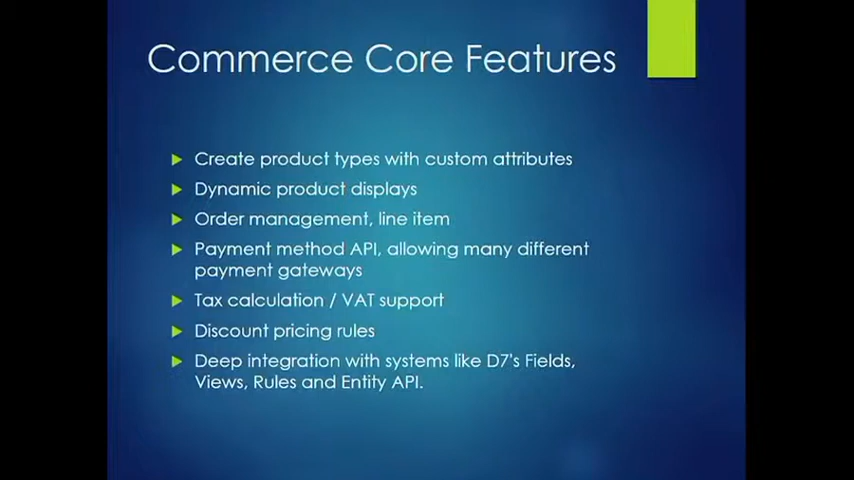 Commerce Core Features
Create product types with custom attributes
Dynamic product displays
Order management, line item
Payment method API, allowing many different
payment gateways
Tax calculation / VAT support
Discount pricing rules
Deep integration with systems like D7's Fields,
Views, Rules and Entity API.